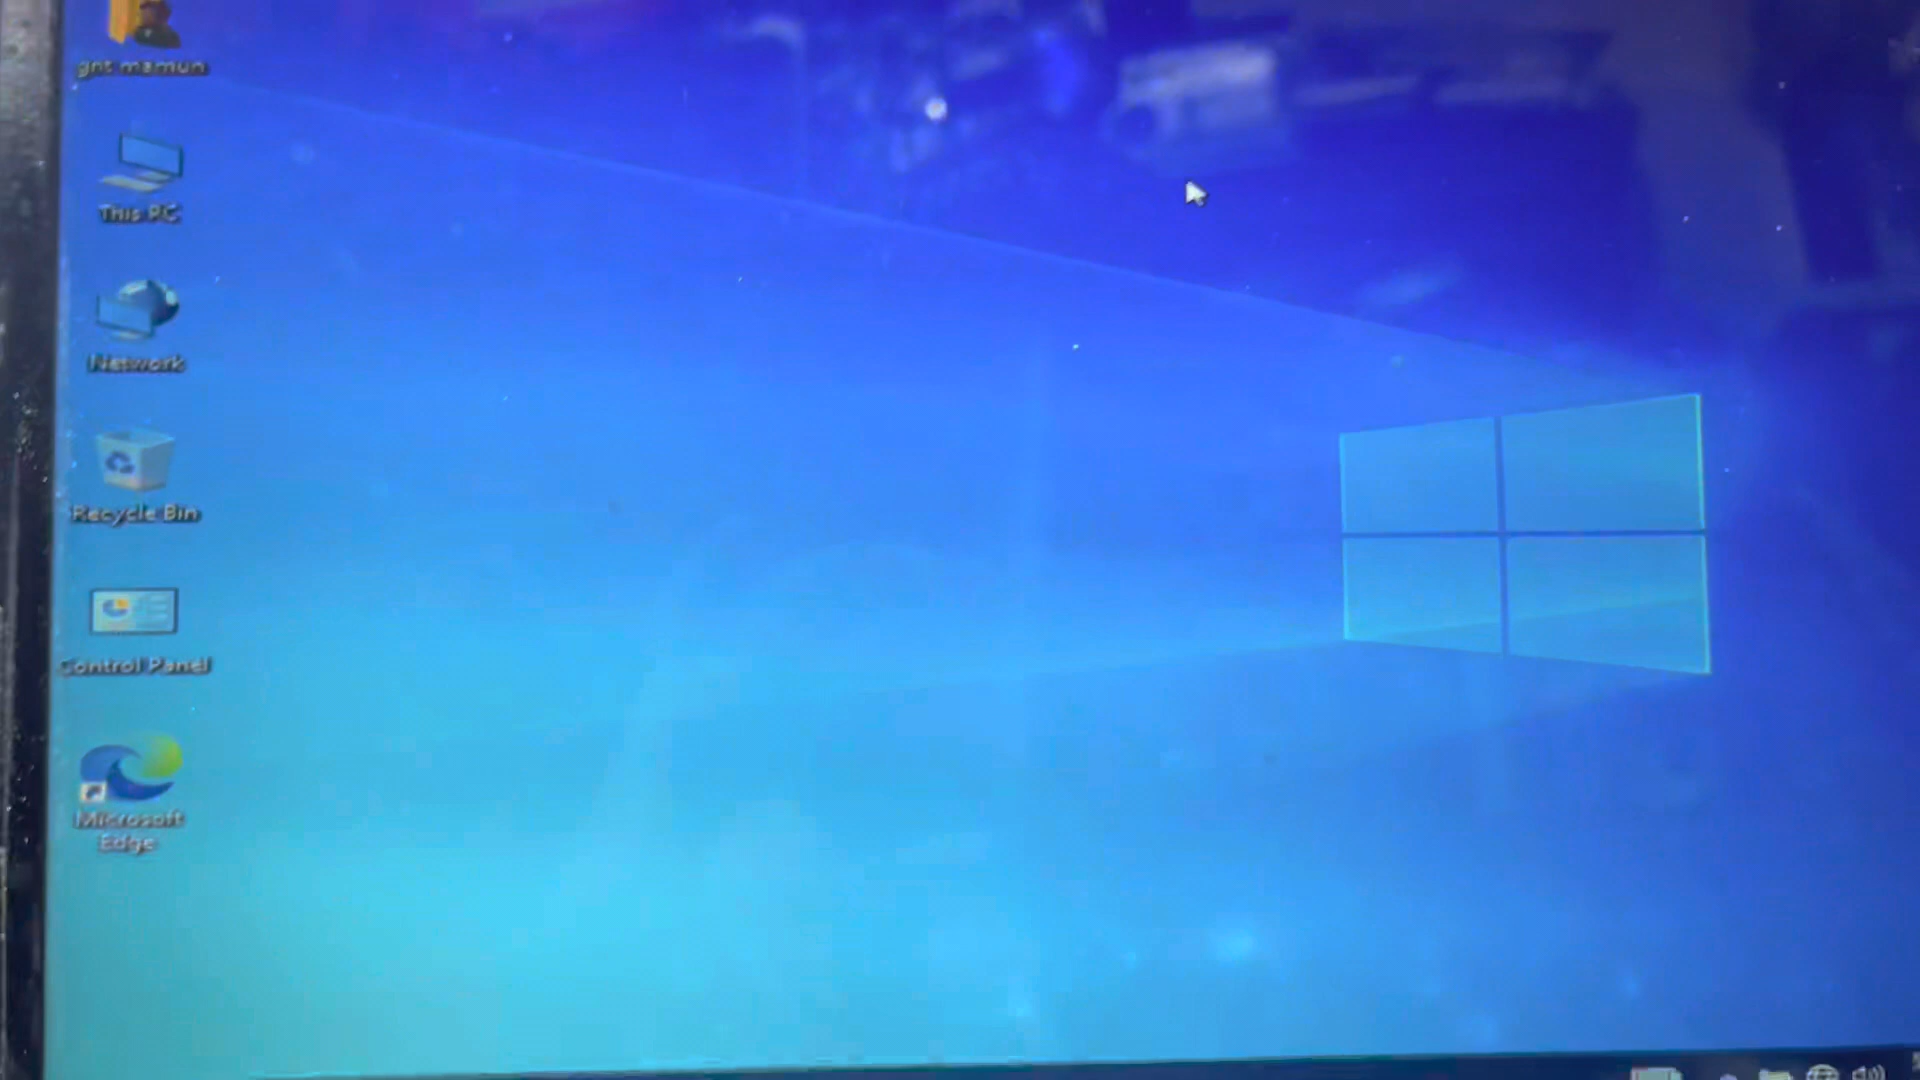 gnt mamun
This PC
Network
Recycle Bin
Control Panel
Microsoft
Edge